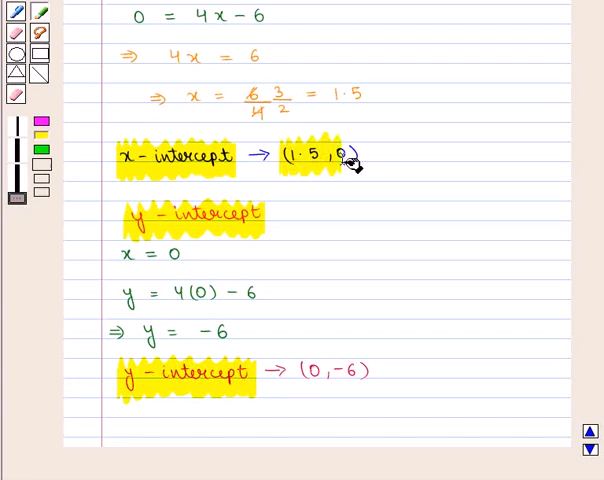 0 = 4x - 6
⇒ 4x = 6
⇒ x = 6/4 3/2 = 1.5
x-intercept → (1.5, 0)
y-intercept
x = 0
y = 4(0) - 6
⇒ y = -6
y-intercept → (0, -6)